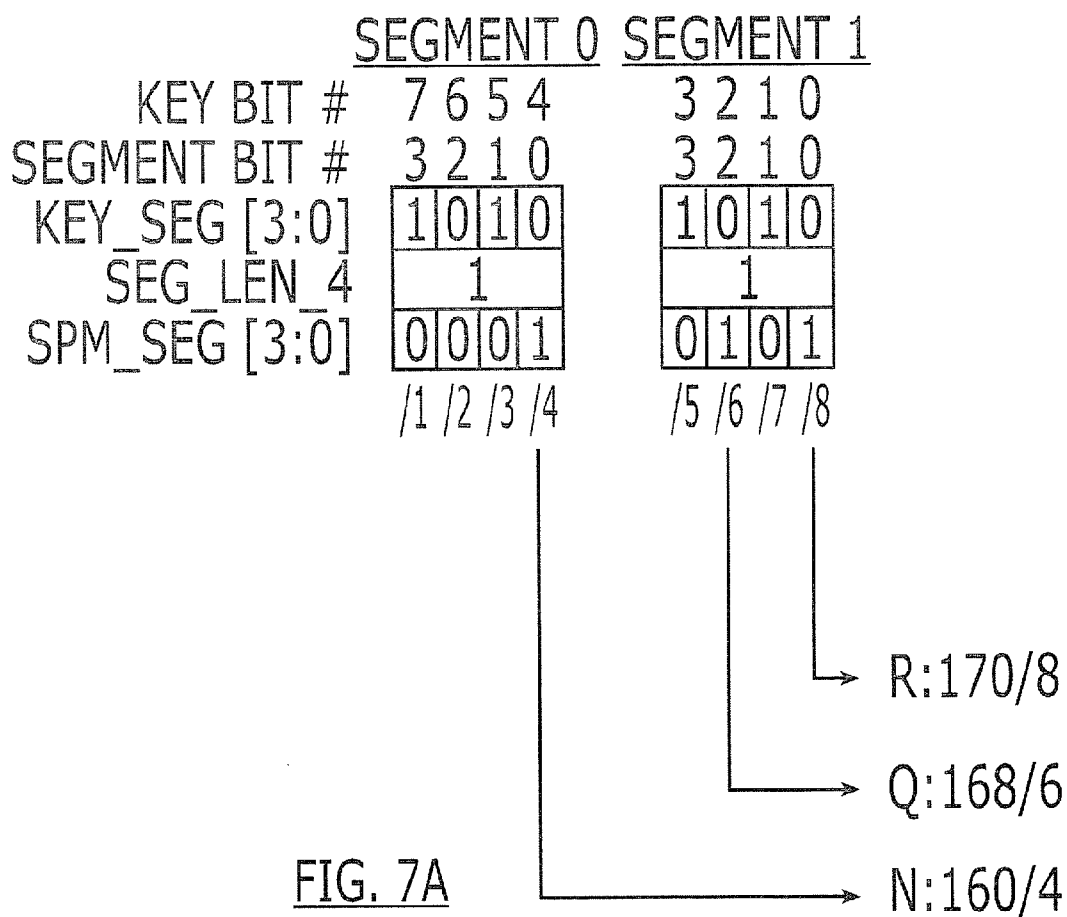 SEGMENT 0 SEGMENT 1
KEY BIT # 7 6 5 4 3 2 1 0
SEGMENT BIT # 3 2 1 0 3 2 1 0
KEY_SEG [3:0] 1 0 1 0 1 0 1 0
SEG_LEN_4 1 1
SPM_SEG [3:0] 0 0 0 1 0 1 0 1
/1 /2 /3 /4 /5 /6 /7 /8
R:170/8
Q:168/6
N:160/4
FIG. 7A